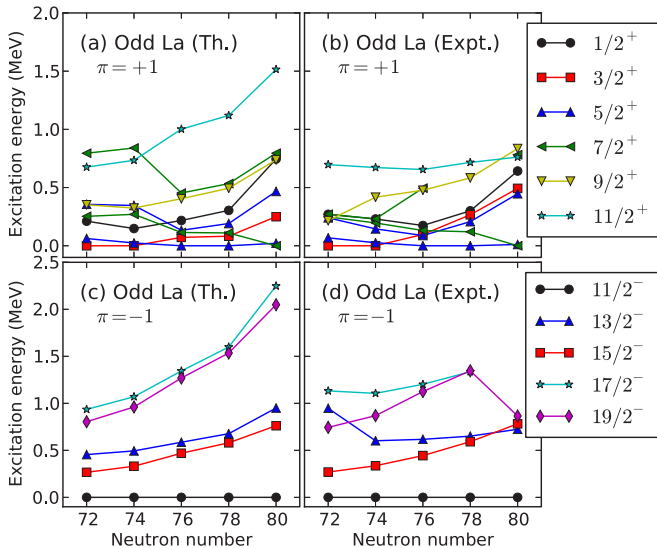 (a) Odd La (Th.)
π = +1
(b) Odd La (Expt.)
π = +1
Excitation energy (MeV)
2.0
1.5
1.0
0.5
0.0
1/2⁺
3/2⁺
5/2⁺
7/2⁺
9/2⁺
11/2⁺
(c) Odd La (Th.)
π = −1
(d) Odd La (Expt.)
π = −1
Excitation energy (MeV)
2.5
2.0
1.5
1.0
0.5
0.0
11/2⁻
13/2⁻
15/2⁻
17/2⁻
19/2⁻
72 74 76 78 80
72 74 76 78 80
Neutron number
Neutron number